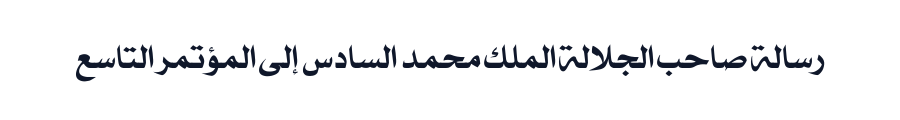 رسالة صاحب الجلالة الملك محمد السادس إلى المؤتمر التاسع